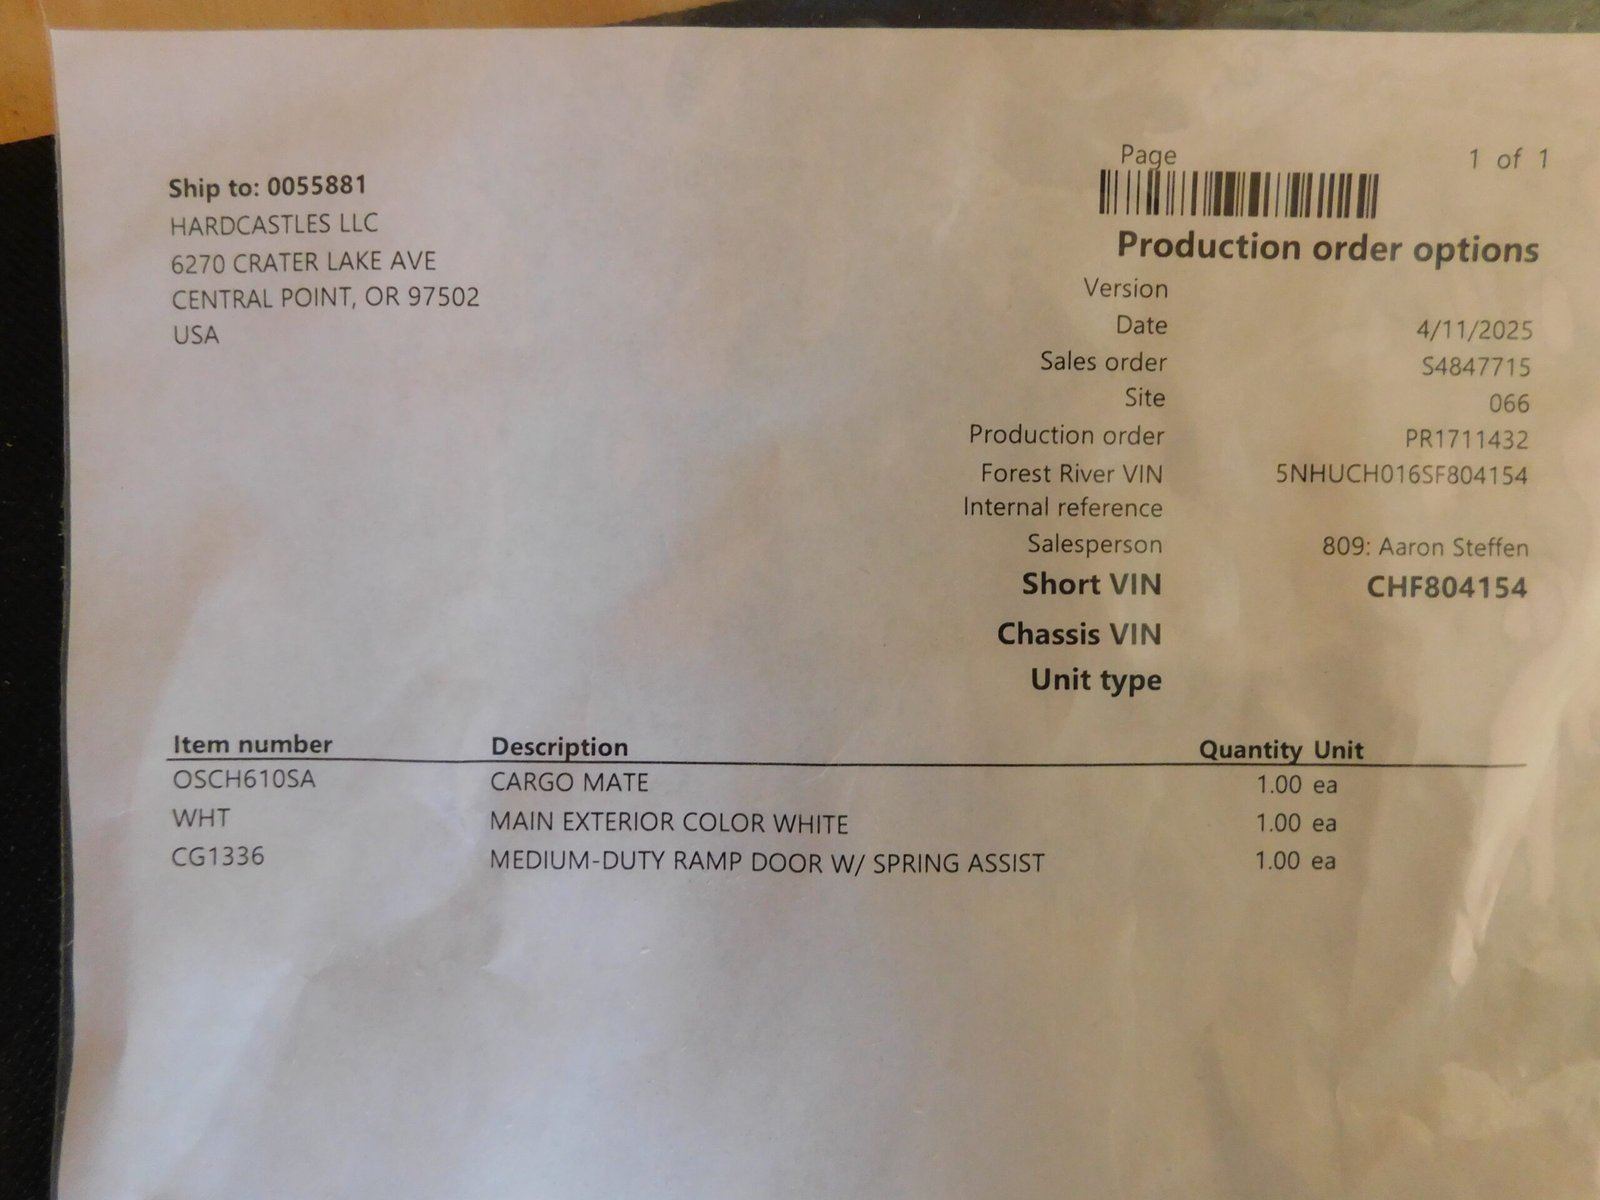 Page 1 of 1
Ship to: 0055881
HARDCASTLES LLC
6270 CRATER LAKE AVE
CENTRAL POINT, OR 97502
USA
Production order options
Version
Date 4/11/2025
Sales order S4847715
Site 066
Production order PR1711432
Forest River VIN 5NHUCH016SF804154
Internal reference
Salesperson 809: Aaron Steffen
Short VIN CHF804154
Chassis VIN
Unit type
Item number Description Quantity Unit
OSCH610SA CARGO MATE 1.00 ea
WHT MAIN EXTERIOR COLOR WHITE 1.00 ea
CG1336 MEDIUM-DUTY RAMP DOOR W/ SPRING ASSIST 1.00 ea